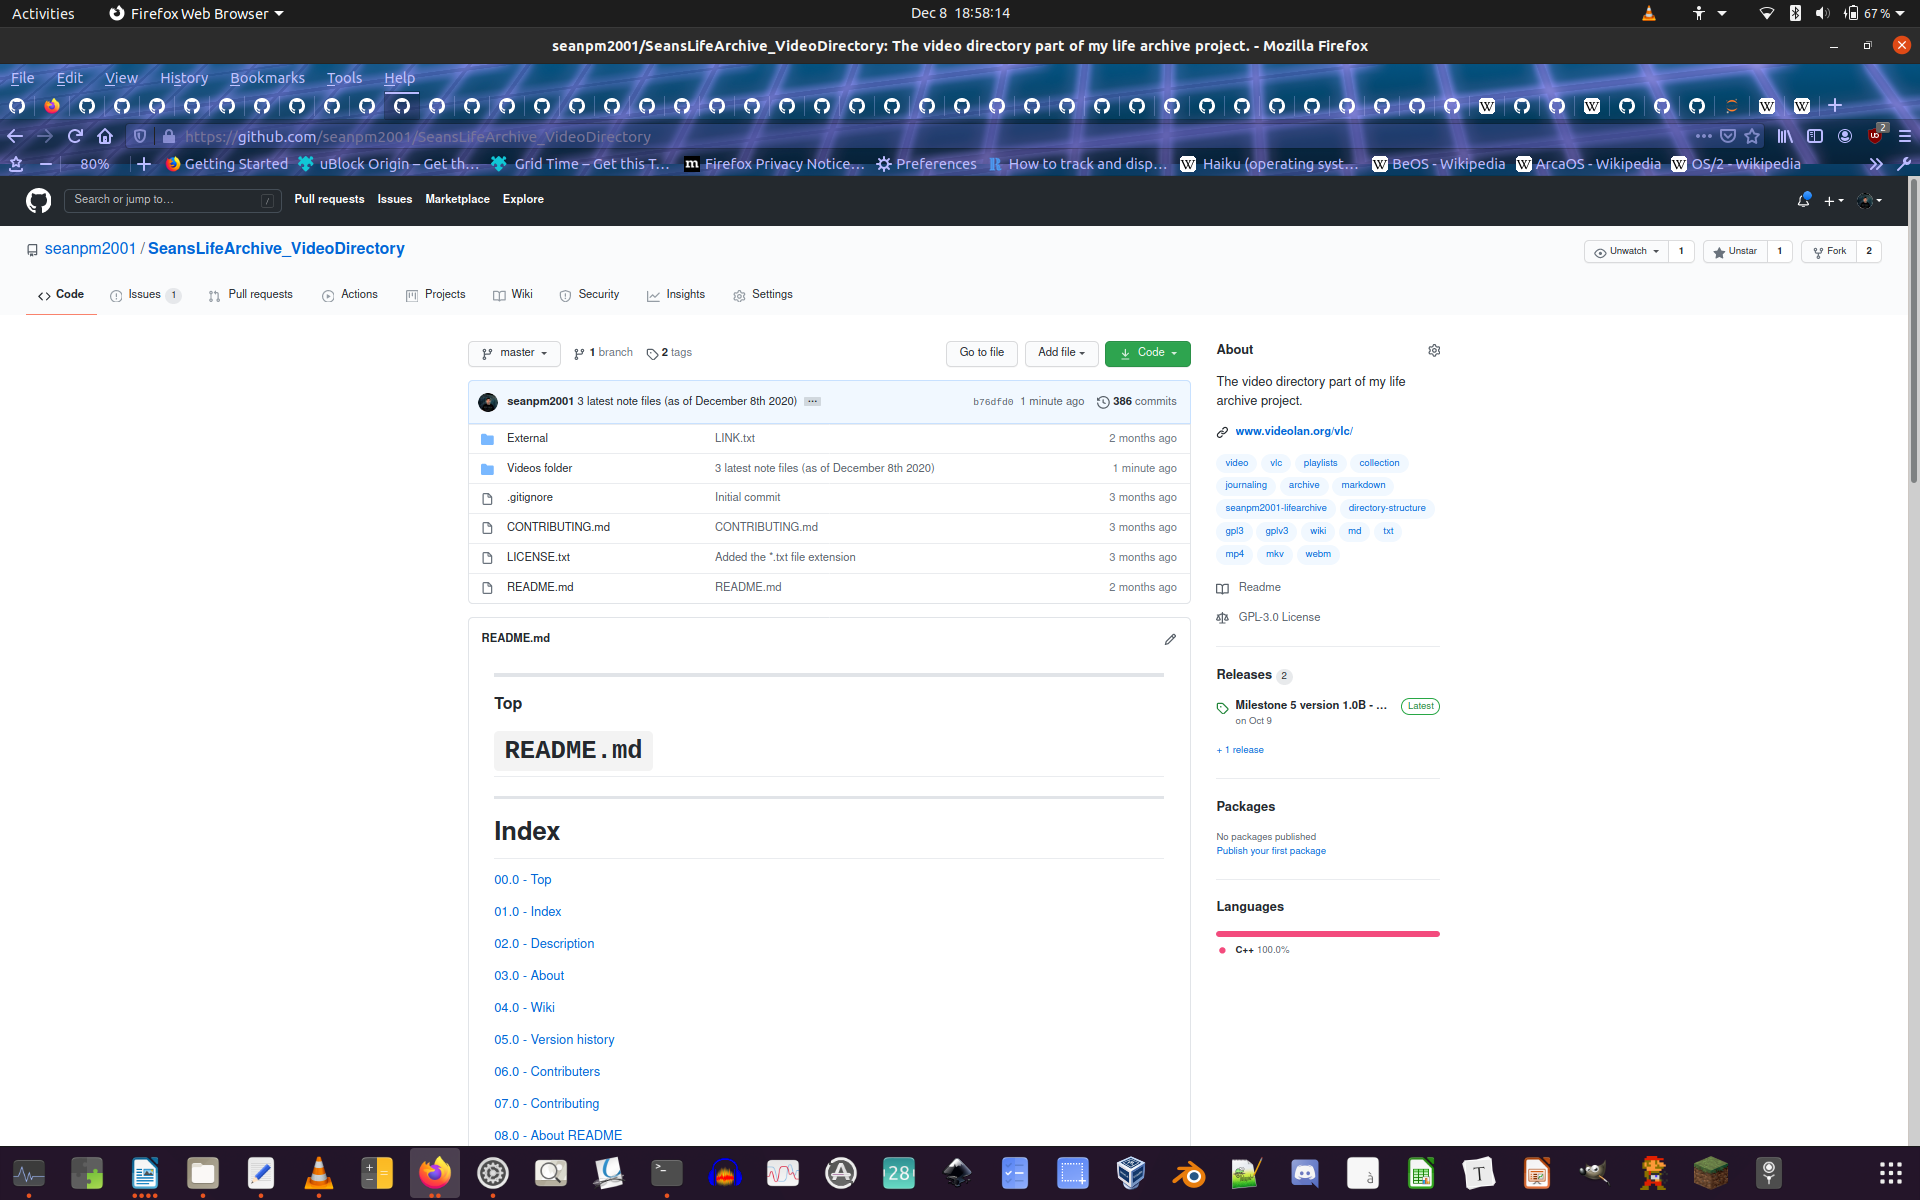 Activities Firefox Web Browser Dec 8 18:58:14 67 %
seanpm2001/SeansLifeArchive_VideoDirectory: The video directory part of my life archive project. - Mozilla Firefox
File Edit View History Bookmarks Tools Help
https://github.com/seanpm2001/SeansLifeArchive_VideoDirectory 2
80% Getting Started uBlock Origin – Get th… Grid Time – Get this T… Firefox Privacy Notice… Preferences How to track and disp… Haiku (operating syst… BeOS - Wikipedia ArcaOS - Wikipedia OS/2 - Wikipedia
Search or jump to… / Pull requests Issues Marketplace Explore
seanpm2001 / SeansLifeArchive_VideoDirectory Unwatch 1 Unstar 1 Fork 2
Code Issues 1 Pull requests Actions Projects Wiki Security Insights Settings
master 1 branch 2 tags Go to file Add file Code
seanpm2001 3 latest note files (as of December 8th 2020) ... b76dfd0 1 minute ago 386 commits
External LINK.txt 2 months ago
Videos folder 3 latest note files (as of December 8th 2020) 1 minute ago
.gitignore Initial commit 3 months ago
CONTRIBUTING.md CONTRIBUTING.md 3 months ago
LICENSE.txt Added the *.txt file extension 3 months ago
README.md README.md 2 months ago
README.md
Top
README.md
Index
00.0 - Top
01.0 - Index
02.0 - Description
03.0 - About
04.0 - Wiki
05.0 - Version history
06.0 - Contributers
07.0 - Contributing
08.0 - About README
About
The video directory part of my life
archive project.
www.videolan.org/vlc/
video vlc playlists collection
journaling archive markdown
seanpm2001-lifearchive directory-structure
gpl3 gplv3 wiki md txt
mp4 mkv webm
Readme
GPL-3.0 License
Releases 2
Milestone 5 version 1.0B - ... Latest
on Oct 9
+ 1 release
Packages
No packages published
Publish your first package
Languages
C++ 100.0%
28